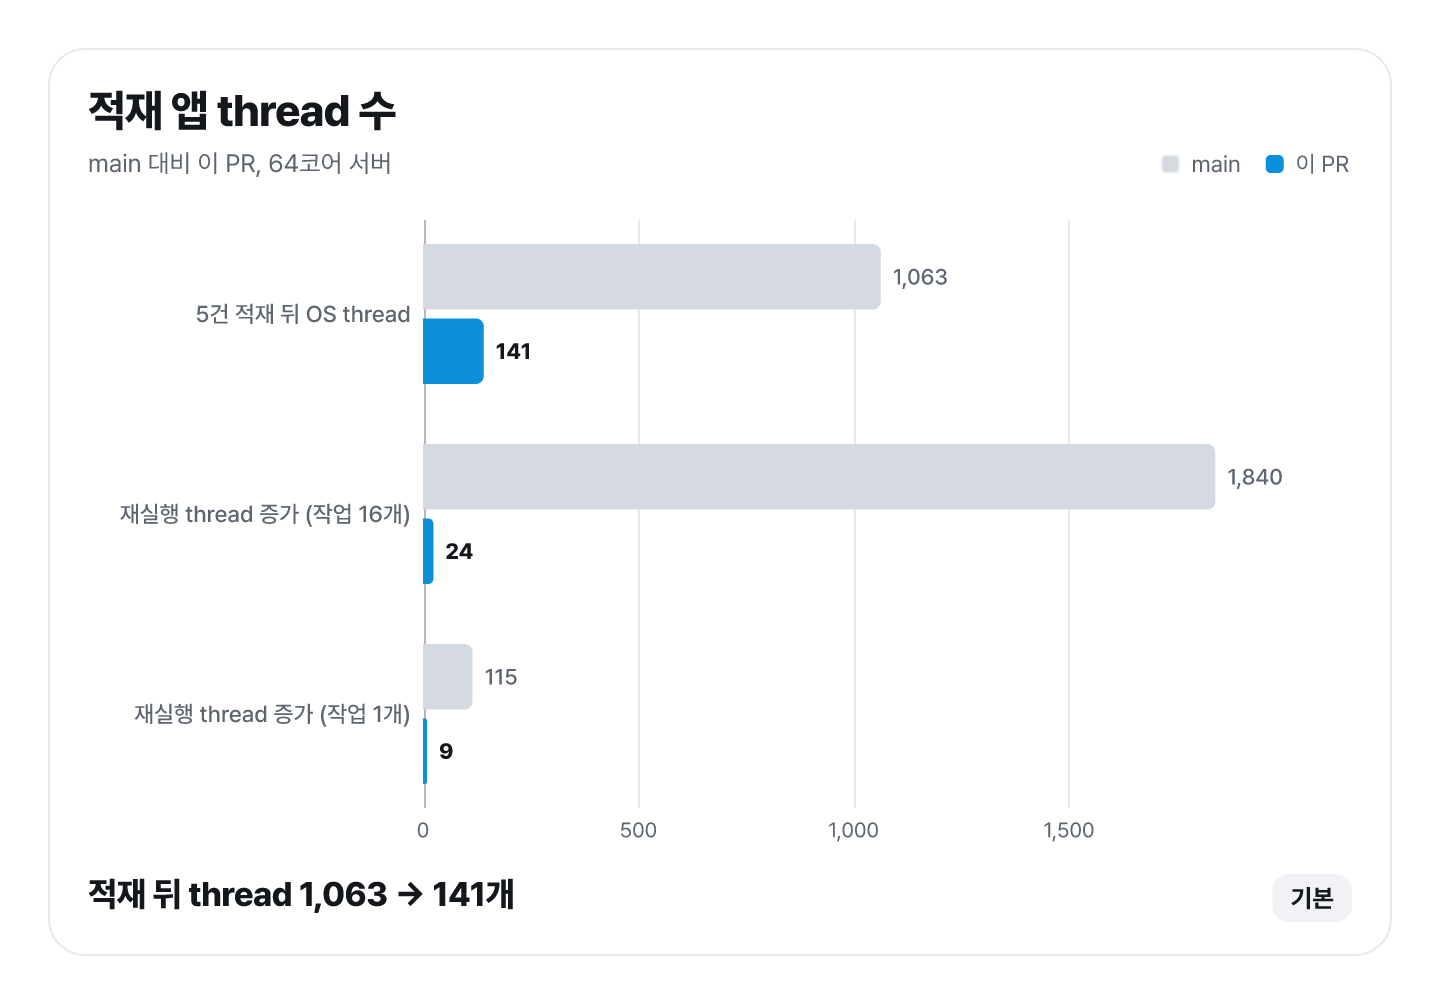 적재 앱 thread 수
main 대비 이 PR, 64코어 서버
main
이 PR
5건 적재 뒤 OS thread
1,063
141
재실행 thread 증가 (작업 16개)
1,840
24
재실행 thread 증가 (작업 1개)
115
9
0
500
1,000
1,500
적재 뒤 thread 1,063 → 141개
기본